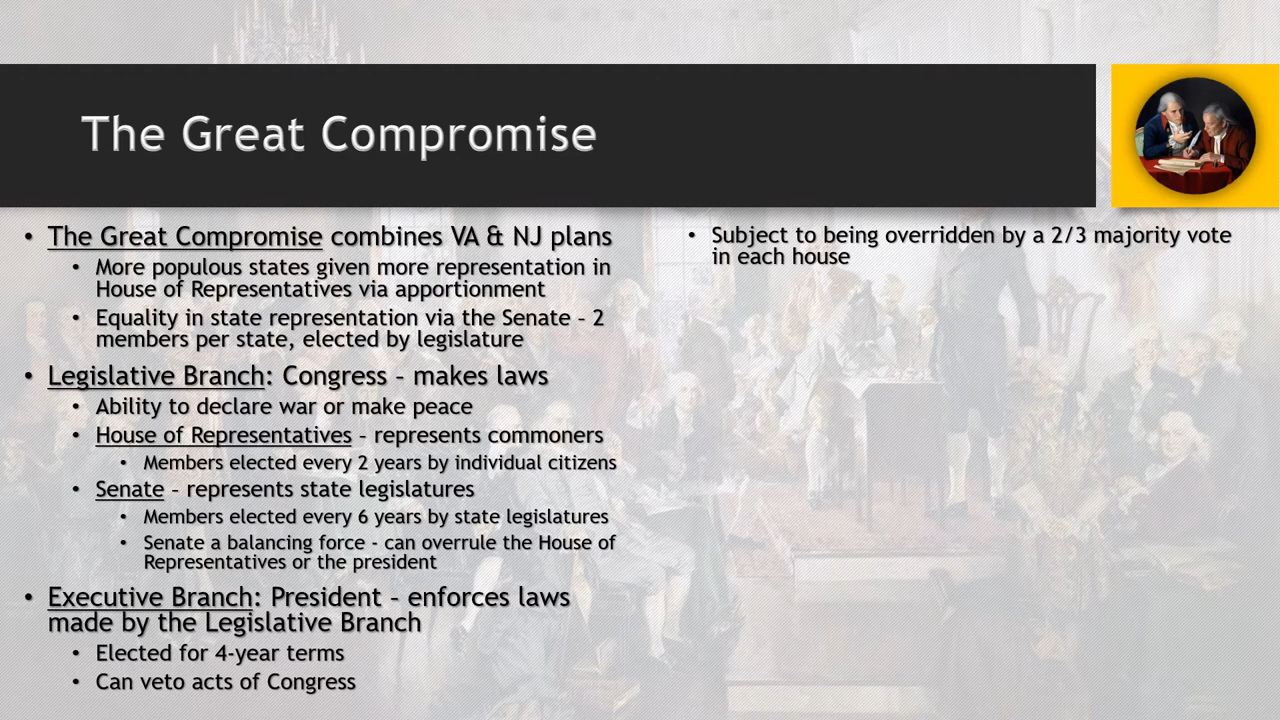 The Great Compromise
• The Great Compromise combines VA & NJ plans
• More populous states given more representation in
House of Representatives via apportionment
• Equality in state representation via the Senate – 2
members per state, elected by legislature
• Legislative Branch: Congress – makes laws
• Ability to declare war or make peace
• House of Representatives – represents commoners
• Members elected every 2 years by individual citizens
• Senate – represents state legislatures
• Members elected every 6 years by state legislatures
• Senate a balancing force - can overrule the House of
Representatives or the president
• Executive Branch: President – enforces laws
made by the Legislative Branch
• Elected for 4-year terms
• Can veto acts of Congress
• Subject to being overridden by a 2/3 majority vote
in each house